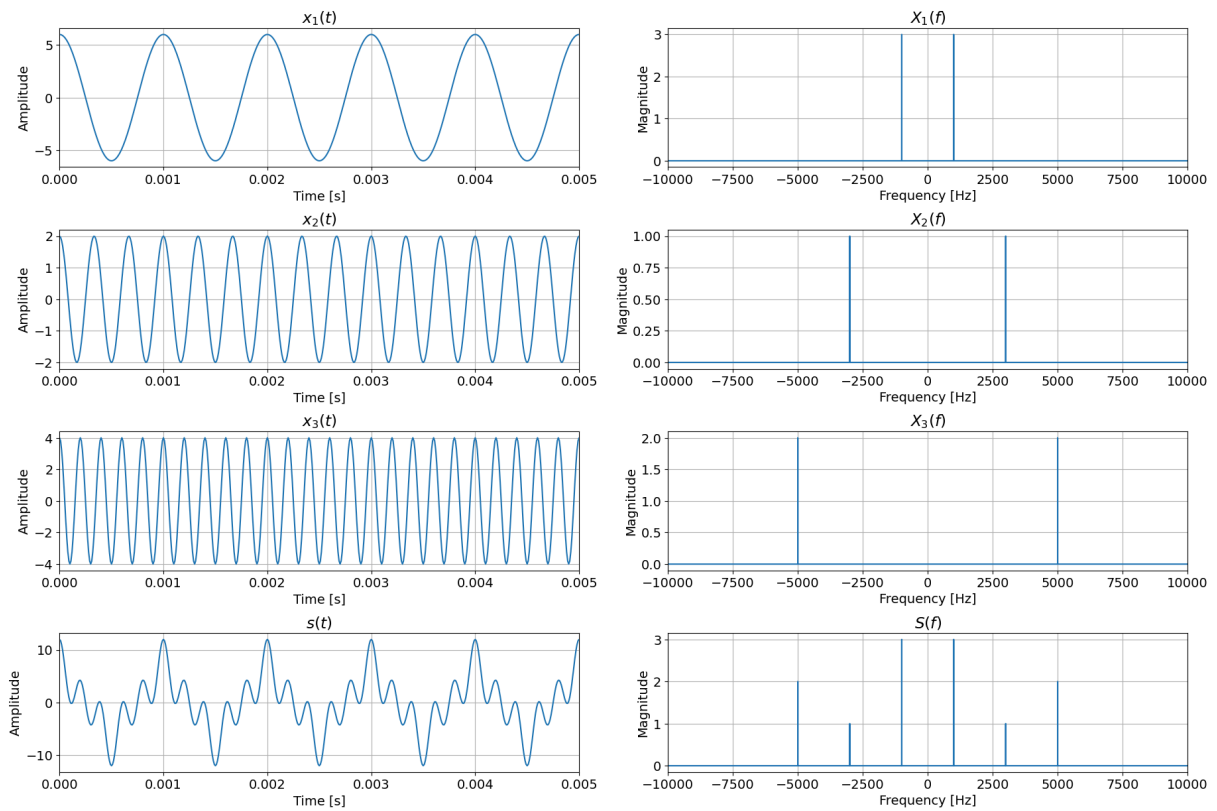 x₁(t)
Amplitude
5
0
−5
0.000 0.001 0.002 0.003 0.004 0.005
Time [s]
X₁(f)
Magnitude
3
2
1
0
−10000 −7500 −5000 −2500 0 2500 5000 7500 10000
Frequency [Hz]
x₂(t)
Amplitude
2
1
0
−1
−2
0.000 0.001 0.002 0.003 0.004 0.005
Time [s]
X₂(f)
Magnitude
1.00
0.75
0.50
0.25
0.00
−10000 −7500 −5000 −2500 0 2500 5000 7500 10000
Frequency [Hz]
x₃(t)
Amplitude
4
2
0
−2
−4
0.000 0.001 0.002 0.003 0.004 0.005
Time [s]
X₃(f)
Magnitude
2.0
1.5
1.0
0.5
0.0
−10000 −7500 −5000 −2500 0 2500 5000 7500 10000
Frequency [Hz]
s(t)
Amplitude
10
0
−10
0.000 0.001 0.002 0.003 0.004 0.005
Time [s]
S(f)
Magnitude
3
2
1
0
−10000 −7500 −5000 −2500 0 2500 5000 7500 10000
Frequency [Hz]